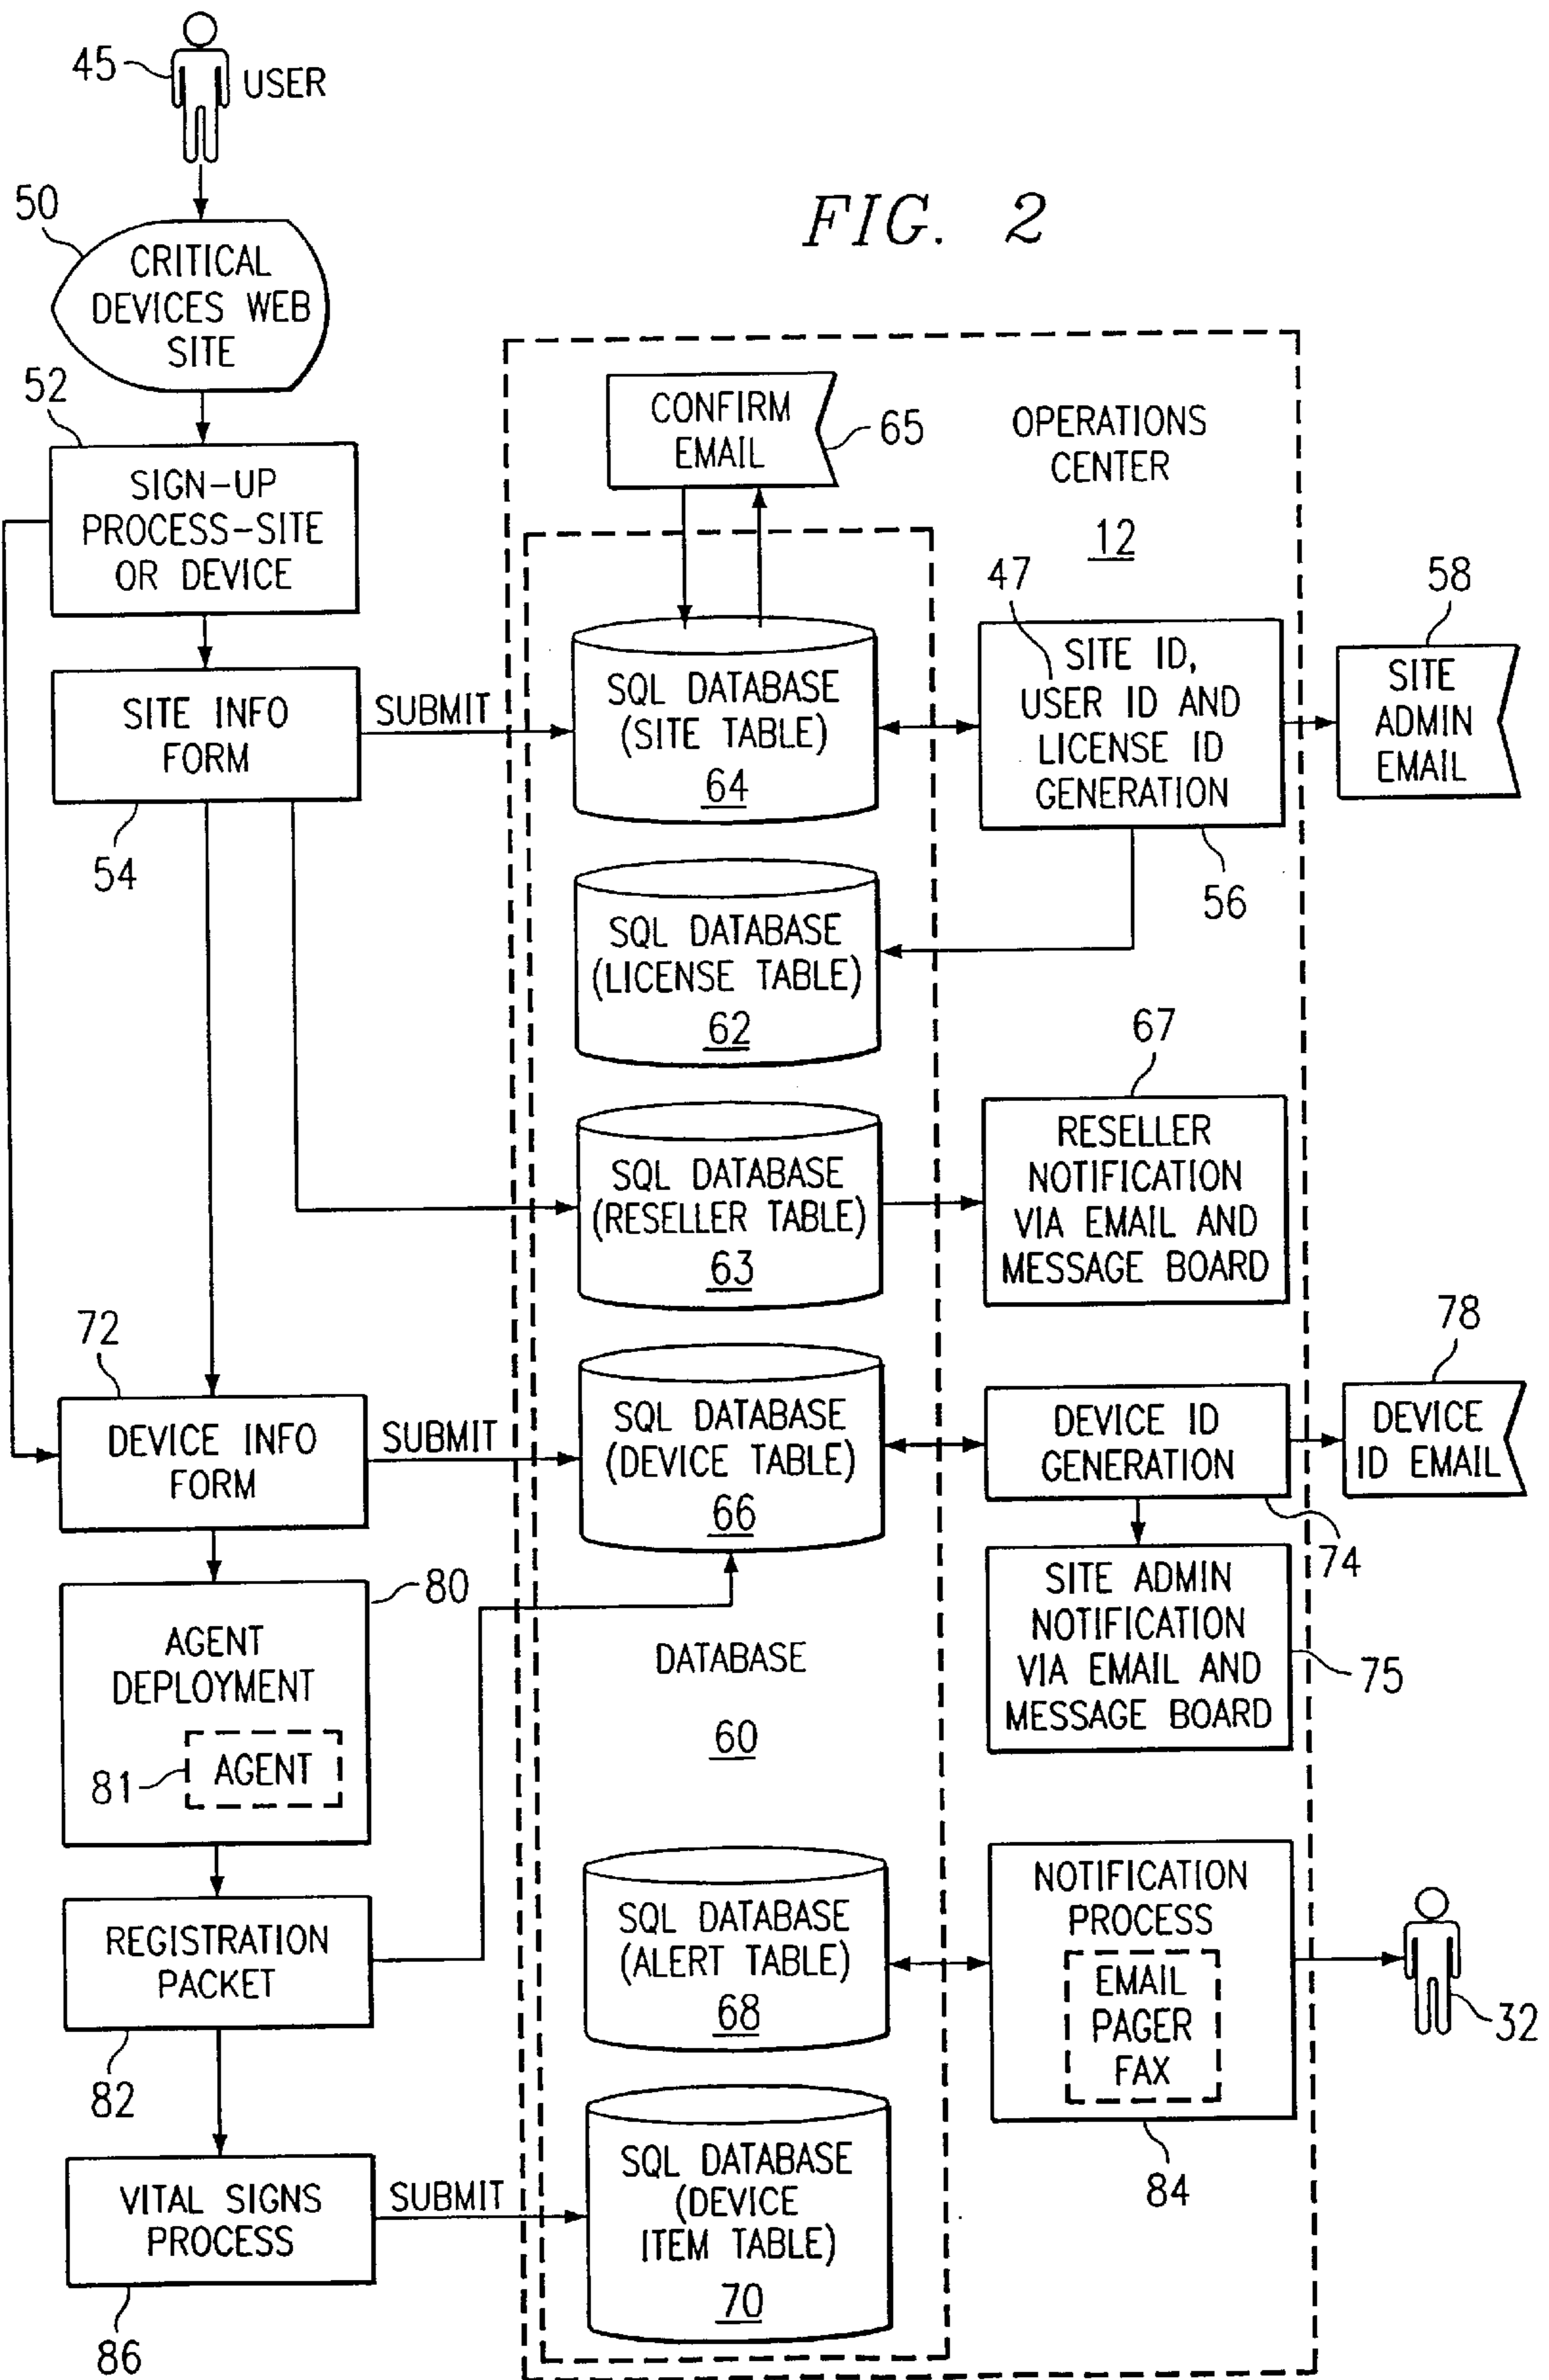 45
USER
FIG. 2
50
CRITICAL
DEVICES WEB
SITE
52
SIGN-UP
PROCESS-SITE
OR DEVICE
CONFIRM
EMAIL
65
OPERATIONS
CENTER
12
47
58
SITE INFO
FORM
54
SUBMIT
SQL DATABASE
(SITE TABLE)
64
SITE ID,
USER ID AND
LICENSE ID
GENERATION
56
SITE
ADMIN
EMAIL
SQL DATABASE
(LICENSE TABLE)
62
67
SQL DATABASE
(RESELLER TABLE)
63
RESELLER
NOTIFICATION
VIA EMAIL AND
MESSAGE BOARD
72
DEVICE INFO
FORM
SUBMIT
SQL DATABASE
(DEVICE TABLE)
66
DEVICE ID
GENERATION
74
78
DEVICE
ID EMAIL
80
AGENT
DEPLOYMENT
81
AGENT
DATABASE
60
SITE ADMIN
NOTIFICATION
VIA EMAIL AND
MESSAGE BOARD
75
REGISTRATION
PACKET
82
SQL DATABASE
(ALERT TABLE)
68
NOTIFICATION
PROCESS
EMAIL
PAGER
FAX
84
32
VITAL SIGNS
PROCESS
86
SUBMIT
SQL DATABASE
(DEVICE
ITEM TABLE)
70